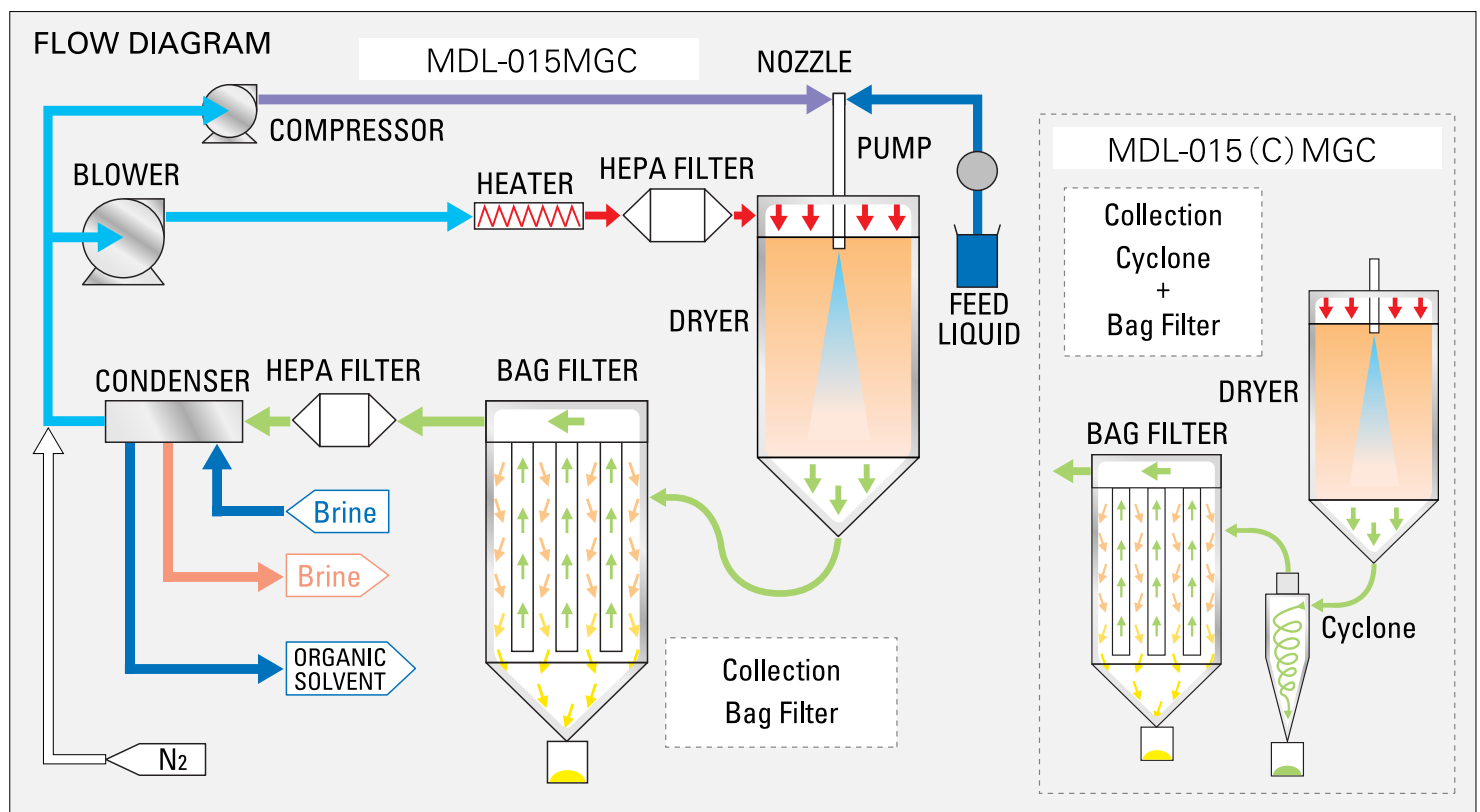 FLOW DIAGRAM
MDL-015MGC
NOZZLE
COMPRESSOR
PUMP
BLOWER
HEATER
HEPA FILTER
DRYER
FEED
LIQUID
CONDENSER
HEPA FILTER
BAG FILTER
Brine
Brine
ORGANIC
SOLVENT
N2
Collection
Bag Filter
MDL-015(C)MGC
Collection
Cyclone
+
Bag Filter
DRYER
BAG FILTER
Cyclone